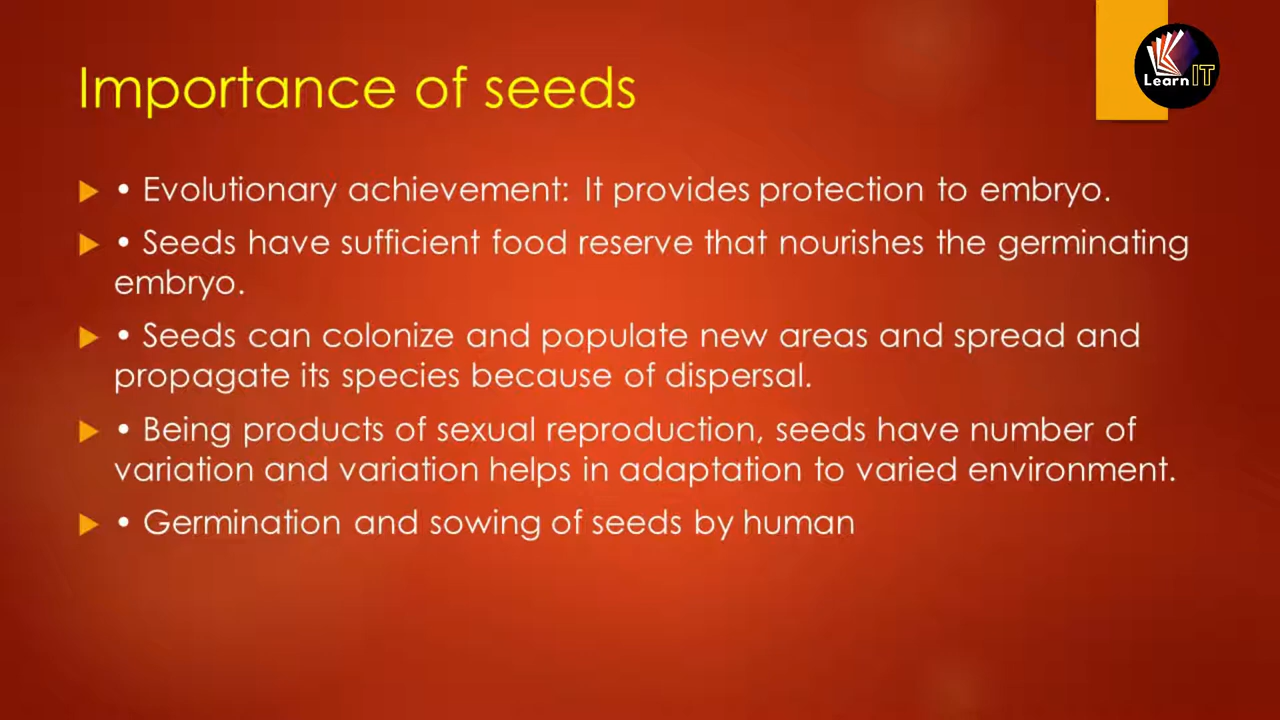 Importance of seeds
Learn IT
• Evolutionary achievement: It provides protection to embryo.
• Seeds have sufficient food reserve that nourishes the germinating
embryo.
• Seeds can colonize and populate new areas and spread and
propagate its species because of dispersal.
• Being products of sexual reproduction, seeds have number of
variation and variation helps in adaptation to varied environment.
• Germination and sowing of seeds by human